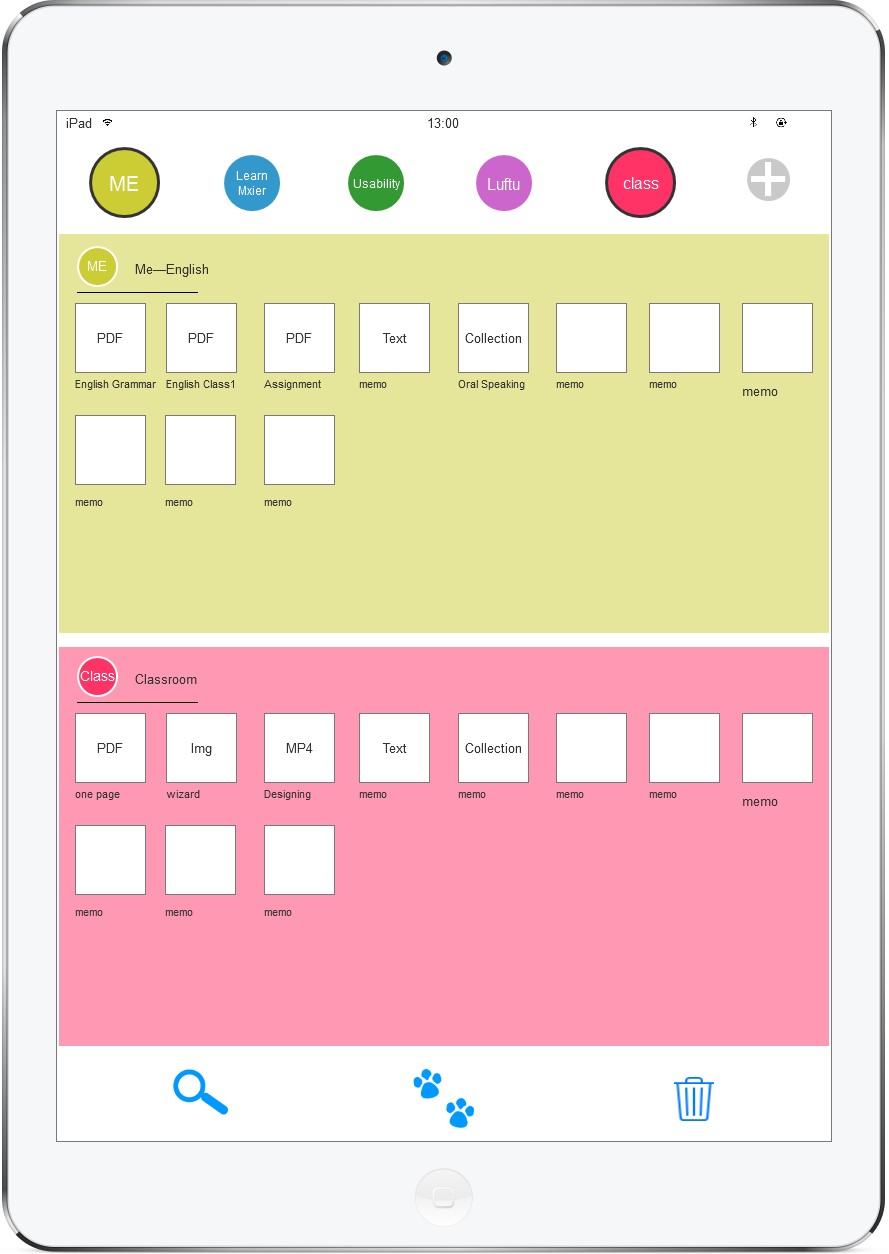 iPad 13:00
ME
Learn
Mxier
Usability
Luftu
class
ME Me—English
PDF PDF PDF Text Collection
English Grammar English Class1 Assignment memo Oral Speaking memo memo memo
memo memo memo
Class Classroom
PDF Img MP4 Text Collection
one page wizard Designing memo memo memo memo memo
memo memo memo